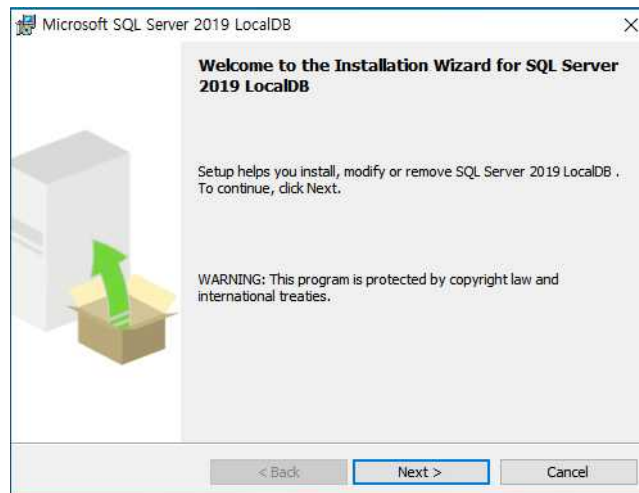 Microsoft SQL Server 2019 LocalDB
Welcome to the Installation Wizard for SQL Server
2019 LocalDB
Setup helps you install, modify or remove SQL Server 2019 LocalDB .
To continue, click Next.
WARNING: This program is protected by copyright law and
international treaties.
< Back Next > Cancel